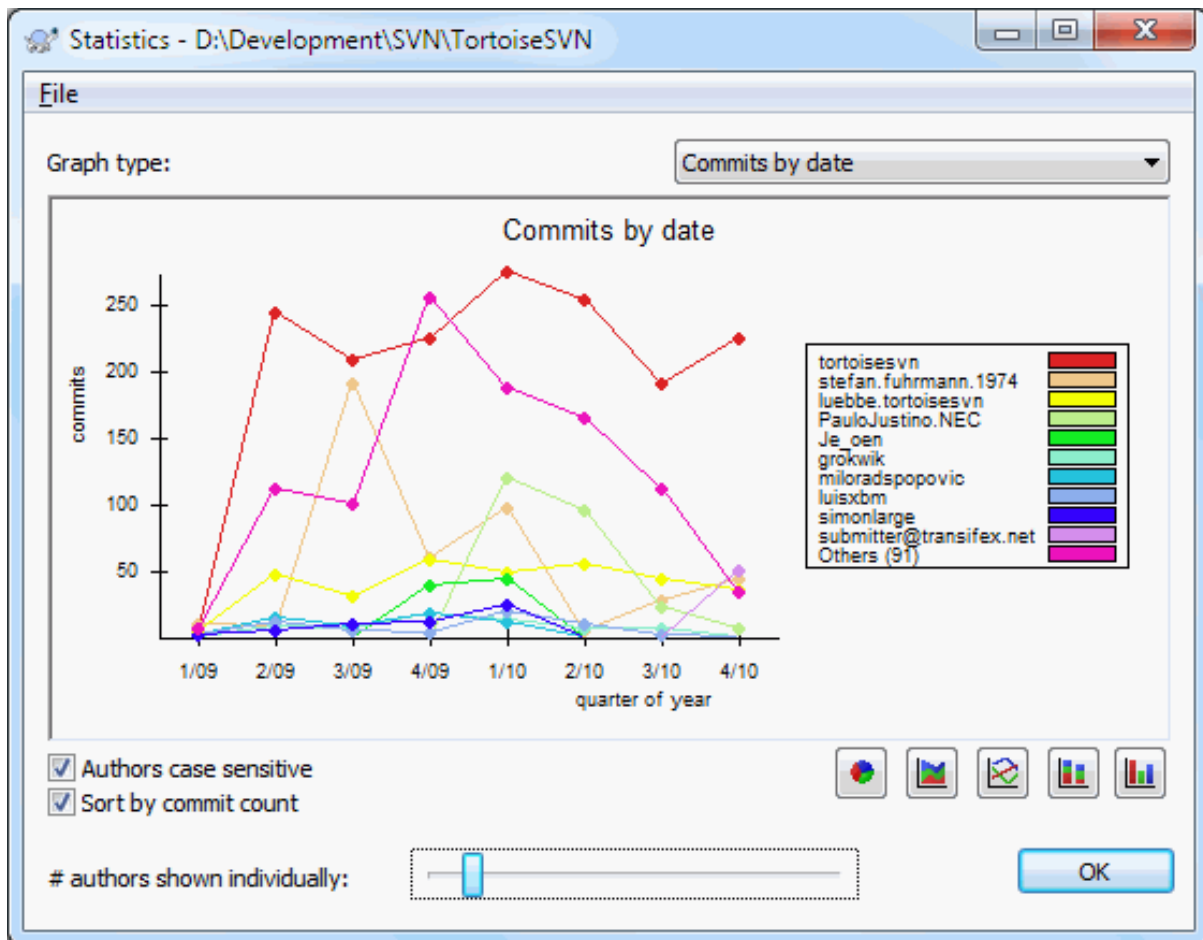 Statistics - D:\Development\SVN\TortoiseSVN
File
Graph type:
Commits by date
Commits by date
commits
250
200
150
100
50
1/09 2/09 3/09 4/09 1/10 2/10 3/10 4/10
quarter of year
tortoisesvn
stefan.fuhrmann.1974
luebbe.tortoisesvn
PauloJustino.NEC
Je_oen
grokwik
miloradspopovic
luisxbm
simonlarge
submitter@transifex.net
Others (91)
Authors case sensitive
Sort by commit count
# authors shown individually:
OK